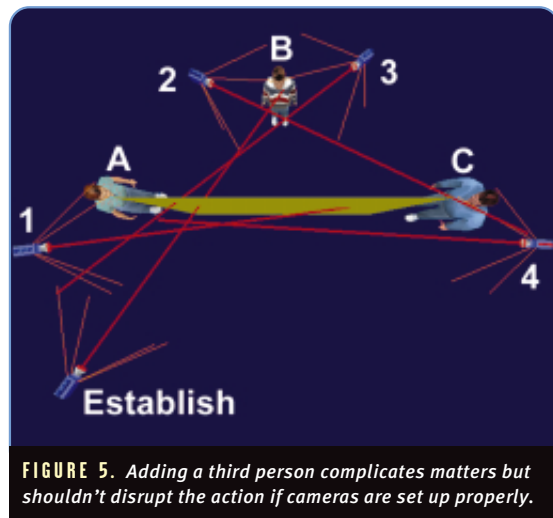 B
2
3
A
C
1
4
Establish
FIGURE 5. Adding a third person complicates matters but
shouldn't disrupt the action if cameras are set up properly.